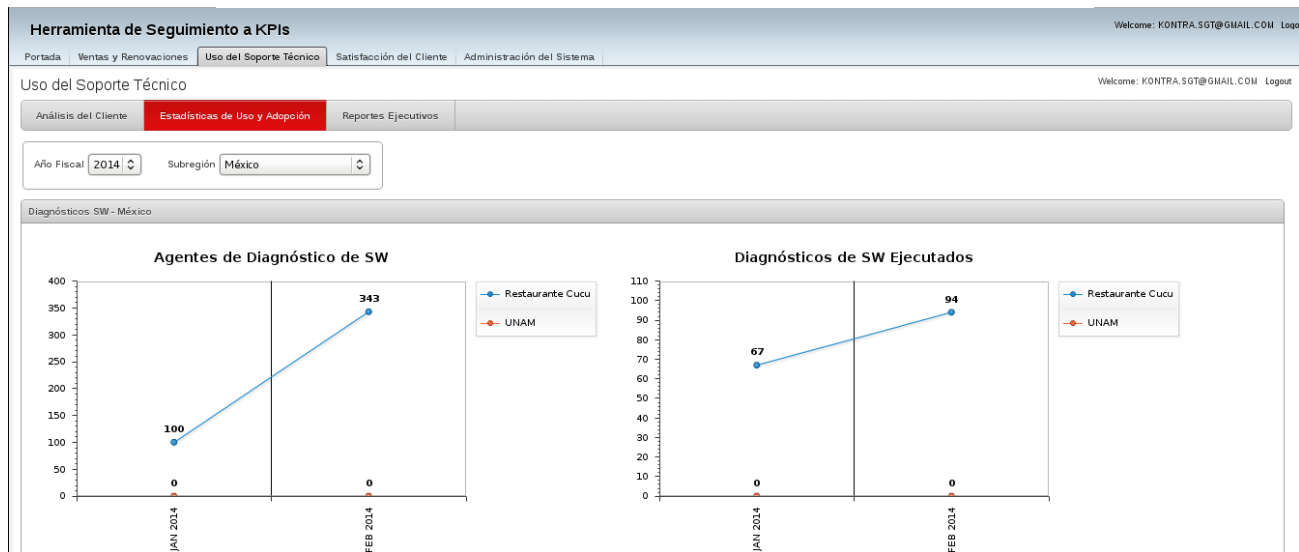 Herramienta de Seguimiento a KPIs
Welcome: KONTRA.SGT@GMAIL.COM Logo
Portada Ventas y Renovaciones Uso del Soporte Técnico Satisfacción del Cliente Administración del Sistema
Uso del Soporte Técnico
Welcome: KONTRA.SGT@GMAIL.COM Logout
Análisis del Cliente Estadísticas de Uso y Adopción Reportes Ejecutivos
Año Fiscal 2014 Subregión México
Diagnósticos SW - México
Agentes de Diagnóstico de SW
400
350
300
250
200
150
100
50
0
343
100
0
0
JAN 2014
FEB 2014
Restaurante Cucu
UNAM
Diagnósticos de SW Ejecutados
110
100
90
80
70
60
50
40
30
20
10
0
94
67
0
0
JAN 2014
FEB 2014
Restaurante Cucu
UNAM